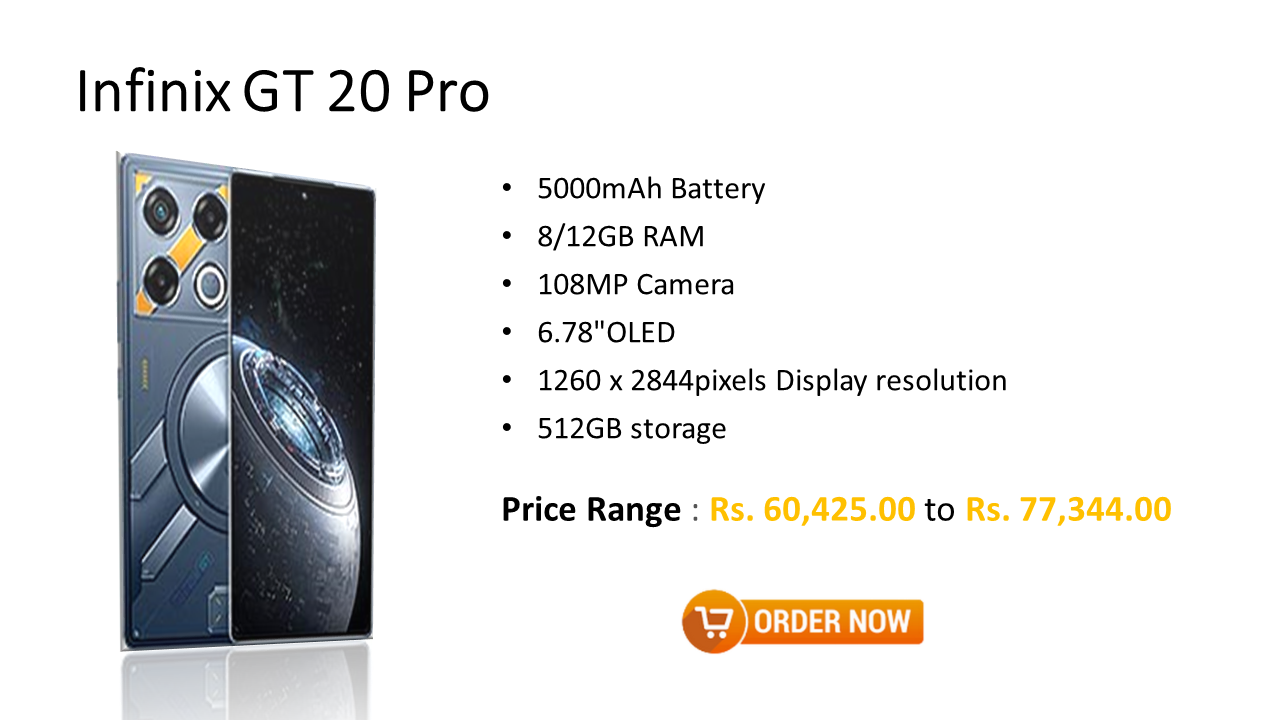 Infinix GT 20 Pro
• 5000mAh Battery
• 8/12GB RAM
• 108MP Camera
• 6.78"OLED
• 1260 x 2844pixels Display resolution
• 512GB storage
Price Range : Rs. 60,425.00 to Rs. 77,344.00
ORDER NOW